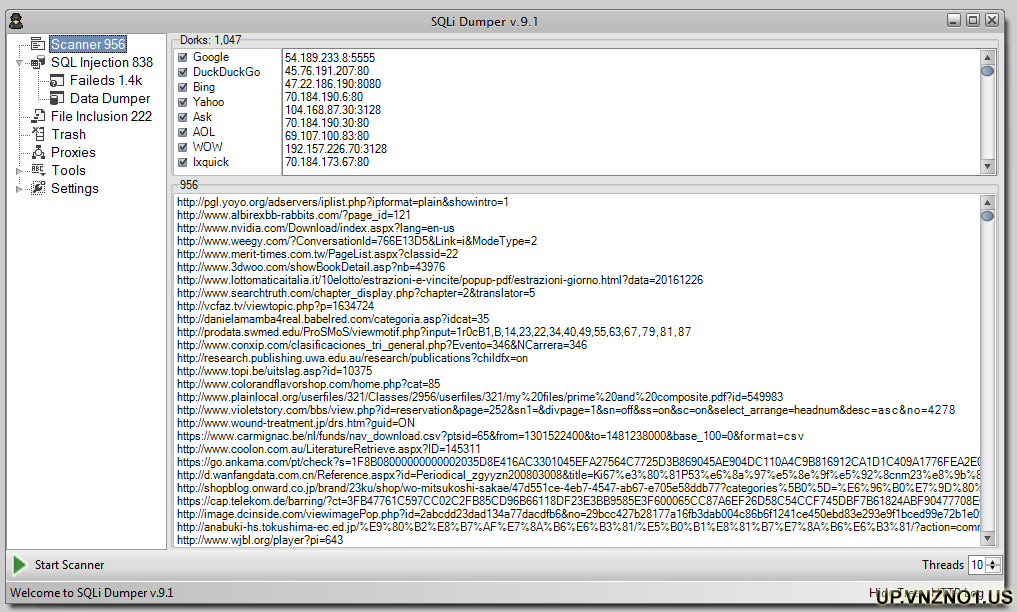 SQLi Dumper v.9.1
Scanner 956
SQL Injection 838
Faileds 1.4k
Data Dumper
File Inclusion 222
Trash
Proxies
Tools
Settings
Dorks: 1,047
Google
DuckDuckGo
Bing
Yahoo
Ask
AOL
WOW
Ixquick
54.189.233.8:5555
45.76.191.207:80
47.22.186.190:8080
70.184.190.6:80
104.168.87.30:3128
70.184.190.30:80
69.107.100.83:80
192.157.226.70:3128
70.184.173.67:80
956
http://pgl.yoyo.org/adservers/iplist.php?ipformat=plain&showintro=1
http://www.albirexbb-rabbits.com/?page_id=121
http://www.nvidia.com/Download/index.aspx?lang=en-us
http://www.weegy.com/?ConversationId=766E13D5&Link=i&ModeType=2
http://www.merit-times.com.tw/PageList.aspx?classid=22
http://www.3dwoo.com/showBookDetail.asp?nb=43976
http://www.lottomaticaitalia.it/10elotto/estrazioni-e-vincite/popup-pdf/estrazioni-giorno.html?data=20161226
http://www.searchtruth.com/chapter_display.php?chapter=2&translator=5
http://vcfaz.tv/viewtopic.php?p=1634724
http://danielamamba4real.babelred.com/categoria.asp?idcat=35
http://prodata.swmed.edu/ProSMoS/viewmotif.php?input=1r0cB1,B,14,23,22,34,40,49,55,63,67,79,81,87
http://www.conxip.com/clasificaciones_tri_general.php?Evento=346&NCarrera=346
http://research.publishing.uwa.edu.au/research/publications?childfx=on
http://www.topi.be/uitslag.asp?id=10375
http://www.colorandflavorshop.com/home.php?cat=85
http://www.plainlocal.org/userfiles/321/Classes/2956/userfiles/321/my%20files/prime%20and%20composite.pdf?id=549983
http://www.violetstory.com/bbs/view.php?id=reservation&page=252&sn1=&divpage=1&sn=off&ss=on&sc=on&select_arrange=headnum&desc=asc&no=4278
http://www.wound-treatment.jp/drs.htm?guid=ON
https://www.carmignac.be/nl/funds/nav_download.csv?ptsid=65&from=1301522400&to=1481238000&base_100=0&format=csv
http://www.coolon.com.au/LiteratureRetrieve.aspx?ID=145311
https://go.ankama.com/pt/check?s=1F8B08000000000002035D8E416AC3301045EFA27564C7725D3B869045AE904DC110A4C9B816912CA1D1C409A1776FEA2E0
http://d.wanfangdata.com.cn/Reference.aspx?id=Periodical_zgyyzn200803008&title=Ki67%e3%80%81P53%e6%8a%97%e5%8e%9f%e5%92%8cnm23%e8%9b%8
http://shopblog.onward.co.jp/brand/23ku/shop/wo-mitsukoshi-sakae/47d551ce-4eb7-4547-ab67-e705e58ddb77?categories%5B0%5D=%E6%96%B0%E7%9D%80%
https://cap.telekom.de/barring/?ct=3FB47761C597CC02C2FB85CD96B66118DF23E3BB9585E3F600065CC87A6EF26D58C54CCF745DBF7B61824ABF90477708E
http://image.dcinside.com/viewimagePop.php?id=2abcdd23dad134a77dacdfb6&no=29bcc427b28177a16fb3dab004c86b6f1241ce450ebd83e293e9f1bced99e72b1e0
http://anabuki-hs.tokushima-ec.ed.jp/%E9%80%B2%E8%B7%AF%E7%8A%B6%E6%B3%81/%E5%B0%B1%E8%81%B7%E7%8A%B6%E6%B3%81/?action=comm
http://www.wjbl.org/player?pi=643
Start Scanner
Threads
10
Welcome to SQLi Dumper v.9.1
UP.VNZNO1.US